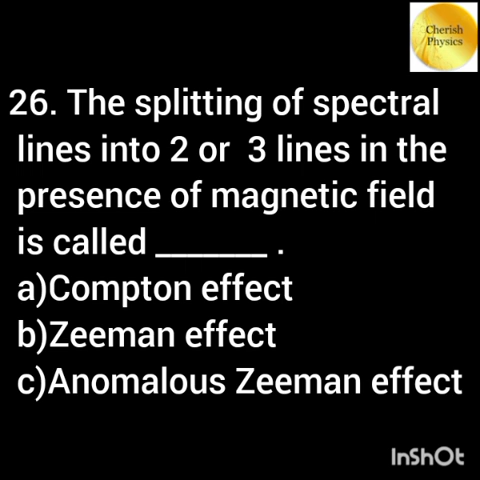 Cherish
Physics
26. The splitting of spectral
lines into 2 or 3 lines in the
presence of magnetic field
is called _______ .
a)Compton effect
b)Zeeman effect
c)Anomalous Zeeman effect
InShOt